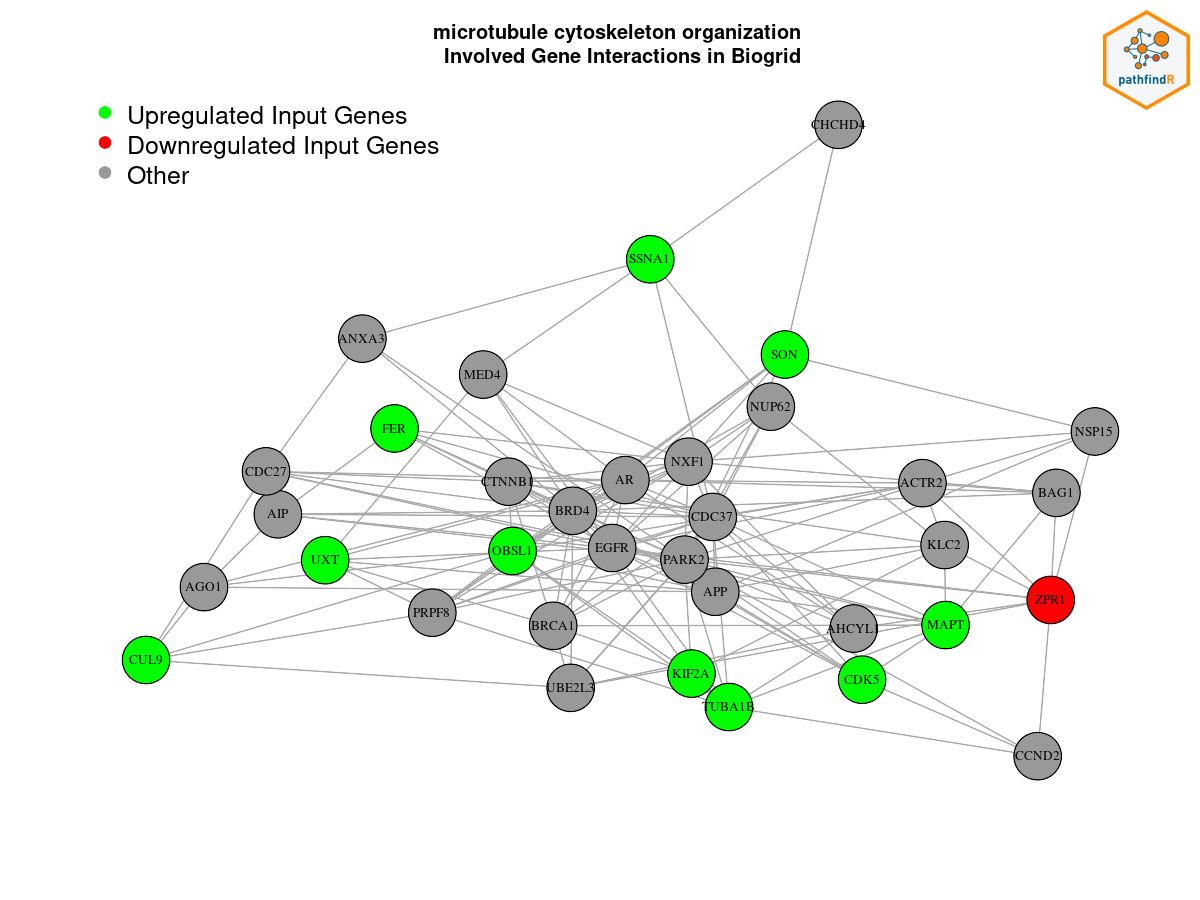 microtubule cytoskeleton organization
Involved Gene Interactions in Biogrid
pathfindR
Upregulated Input Genes
Downregulated Input Genes
Other
CHCHD4
SSNA1
ANXA3
SON
MED4
NUP62
FER
NSP15
CDC27
CTNNB1
AR
NXF1
ACTR2
BAG1
AIP
BRD4
CDC37
UXT
OBSL1
EGFR
PARK2
KLC2
AGO1
APP
ZPR1
PRPF8
BRCA1
AHCYL1
MAPT
CUL9
UBE2L3
KIF2A
CDK5
TUBA1B
CCND2